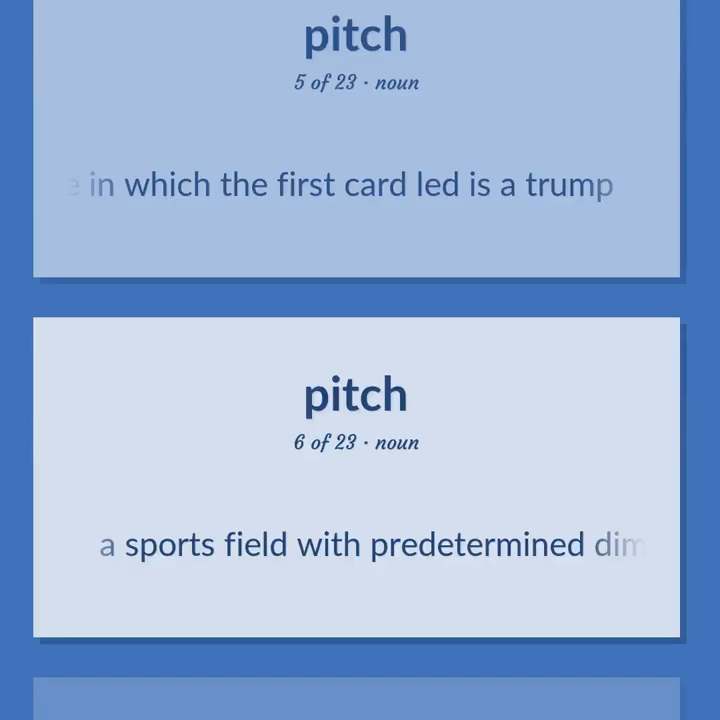 pitch
5 of 23 · noun
in which the first card led is a trump
pitch
6 of 23 · noun
a sports field with predetermined dim